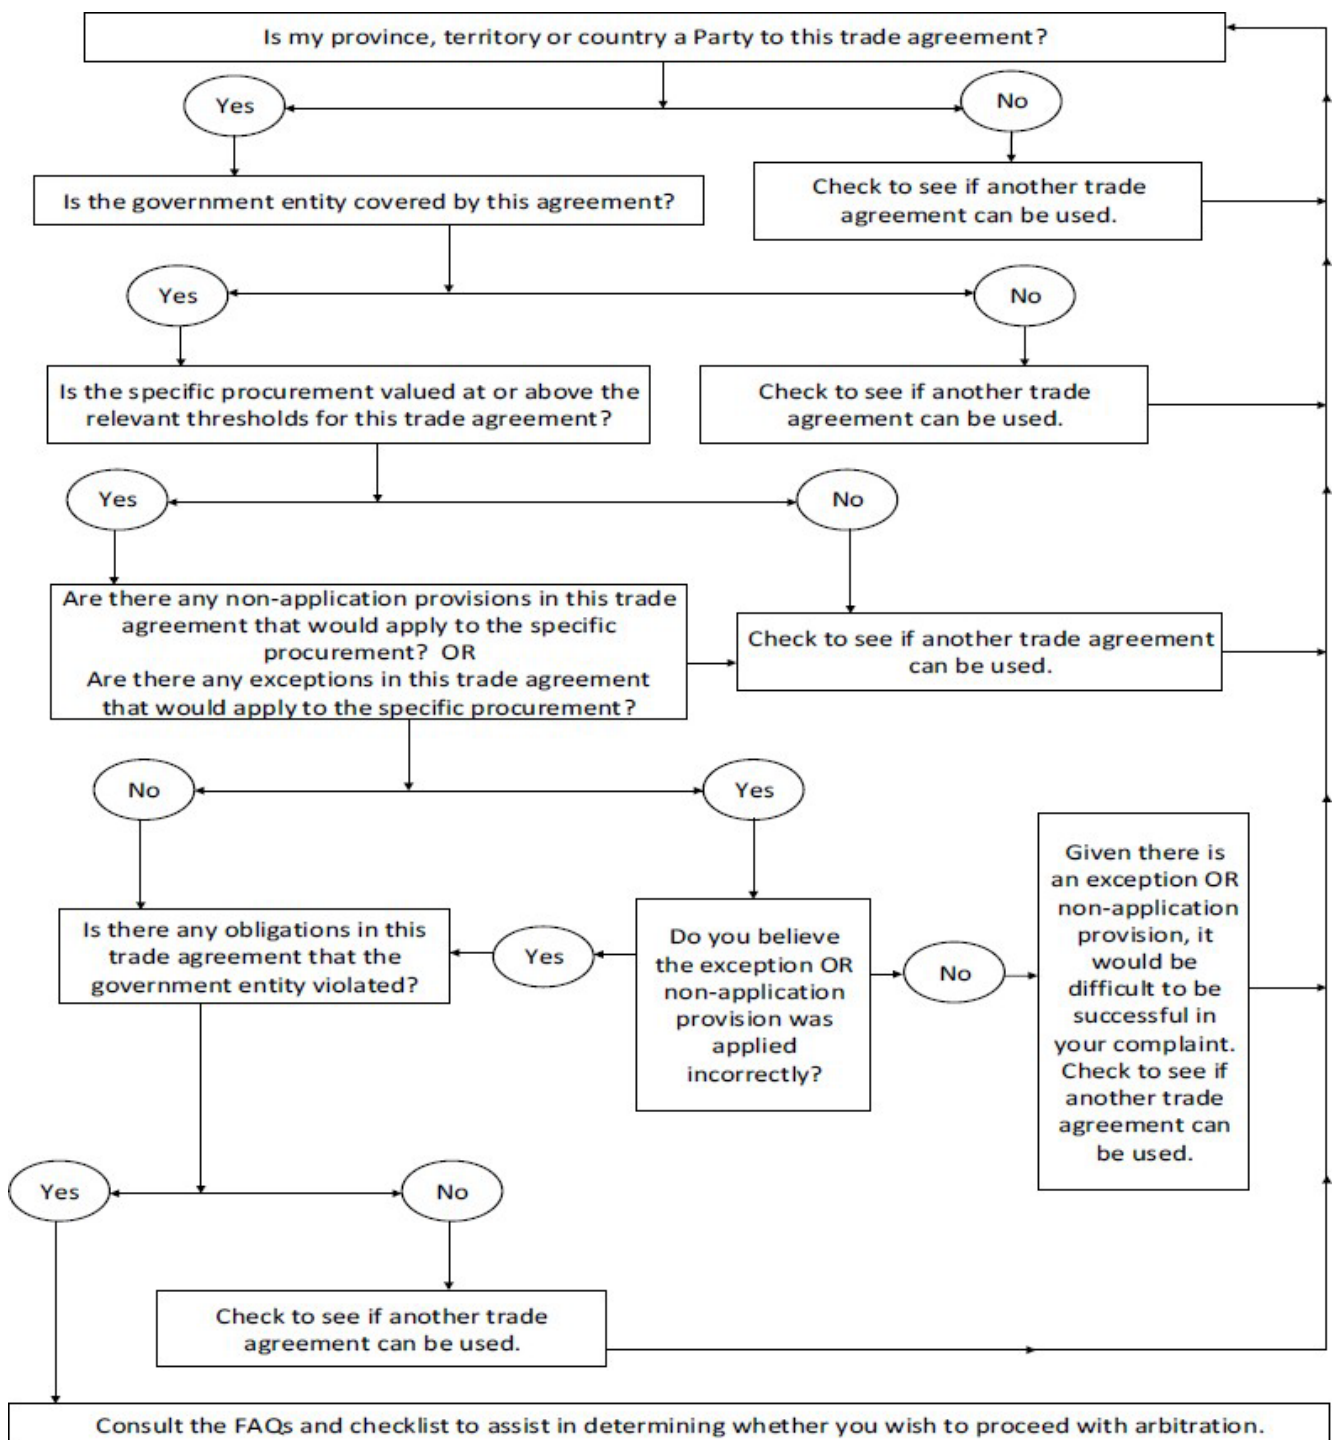 Is my province, territory or country a Party to this trade agreement?
Yes
No
Is the government entity covered by this agreement?
Check to see if another trade
agreement can be used.
Yes
No
Is the specific procurement valued at or above the
relevant thresholds for this trade agreement?
Check to see if another trade
agreement can be used.
Yes
No
Are there any non-application provisions in this trade
agreement that would apply to the specific
procurement? OR
Are there any exceptions in this trade agreement
that would apply to the specific procurement?
Check to see if another trade agreement
can be used.
No
Yes
Is there any obligations in this
trade agreement that the
government entity violated?
Yes
Do you believe
the exception OR
non-application
provision was
applied
incorrectly?
No
Given there is
an exception OR
non-application
provision, it
would be
difficult to be
successful in
your complaint.
Check to see if
another trade
agreement can
be used.
Yes
No
Check to see if another trade
agreement can be used.
Consult the FAQs and checklist to assist in determining whether you wish to proceed with arbitration.